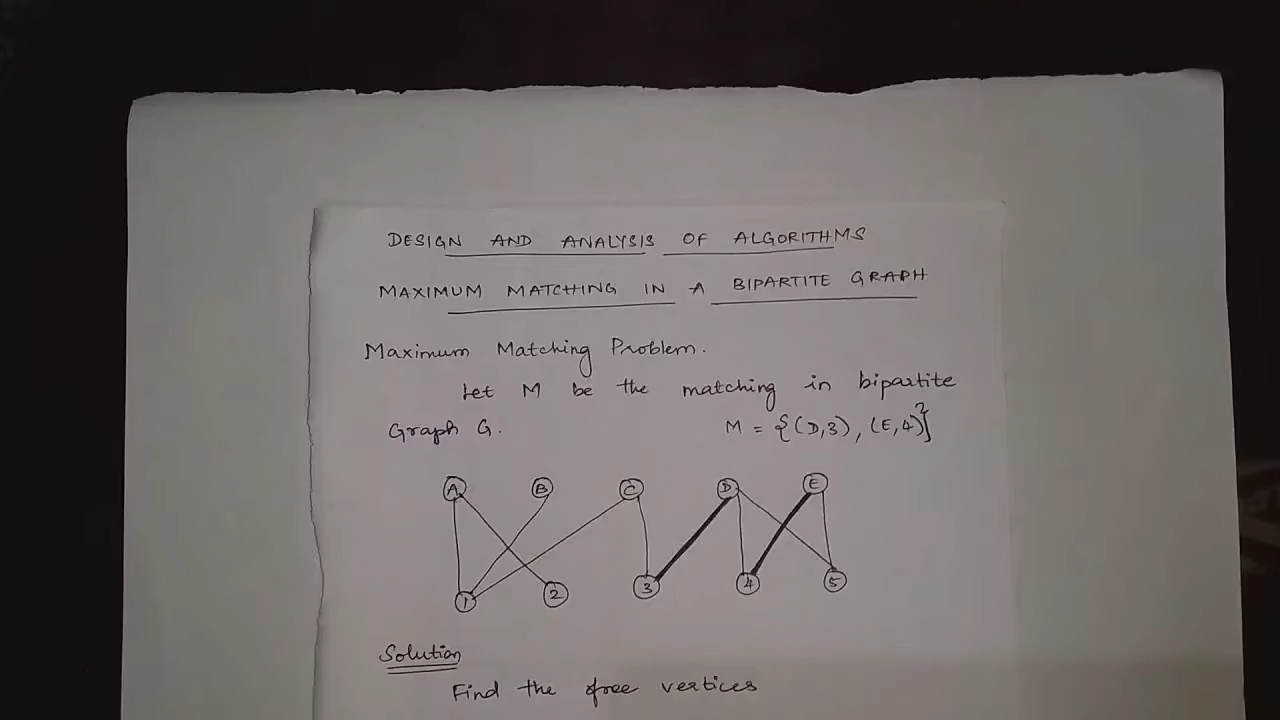 DESIGN AND ANALYSIS OF ALGORITHMS
MAXIMUM MATCHING IN A BIPARTITE GRAPH
Maximum Matching Problem.
Let M be the matching in bipartite
Graph G. M = {(D,3), (E,4)}
A B C D E
1 2 3 4 5
Solution
Find the free vertices